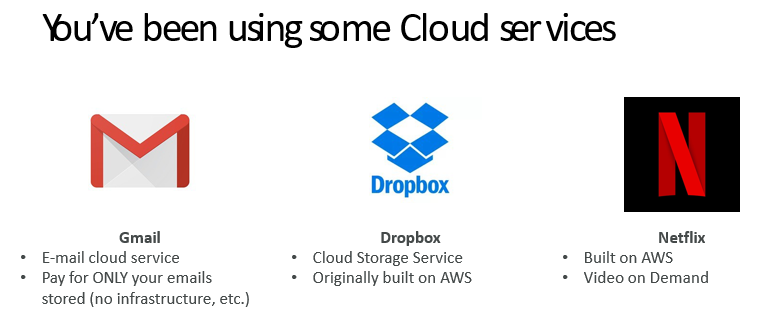 You've been using some Cloud services
Dropbox
Gmail
• E-mail cloud service
• Pay for ONLY your emails
stored (no infrastructure, etc.)
Dropbox
• Cloud Storage Service
• Originally built on AWS
Netflix
• Built on AWS
• Video on Demand